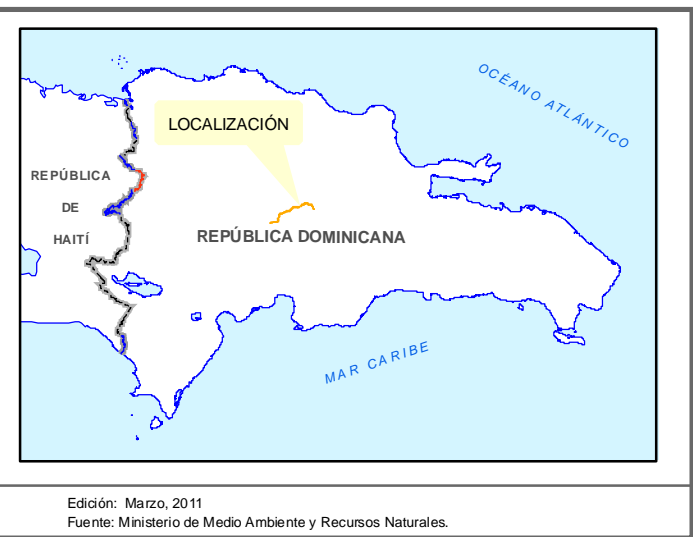 OCÉANO ATLÁNTICO
LOCALIZACIÓN
REPÚBLICA
DE
HAITÍ
REPÚBLICA DOMINICANA
MAR CARIBE
Edición: Marzo, 2011
Fuente: Ministerio de Medio Ambiente y Recursos Naturales.